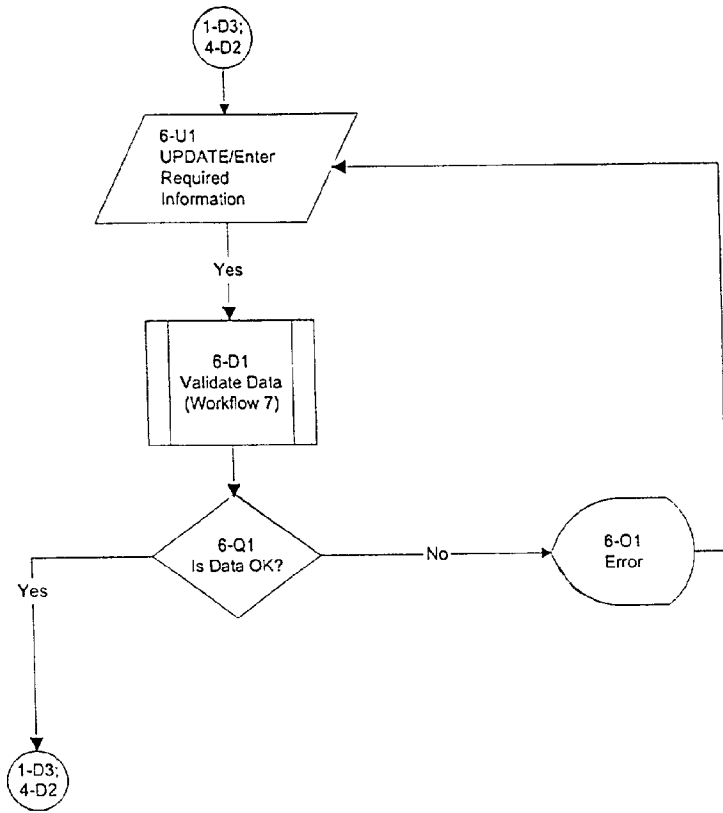 1-D3;
4-D2
6-U1
UPDATE/Enter
Required
Information
Yes
6-D1
Validate Data
(Workflow 7)
6-Q1
Is Data OK?
No
6-O1
Error
Yes
1-D3;
4-D2